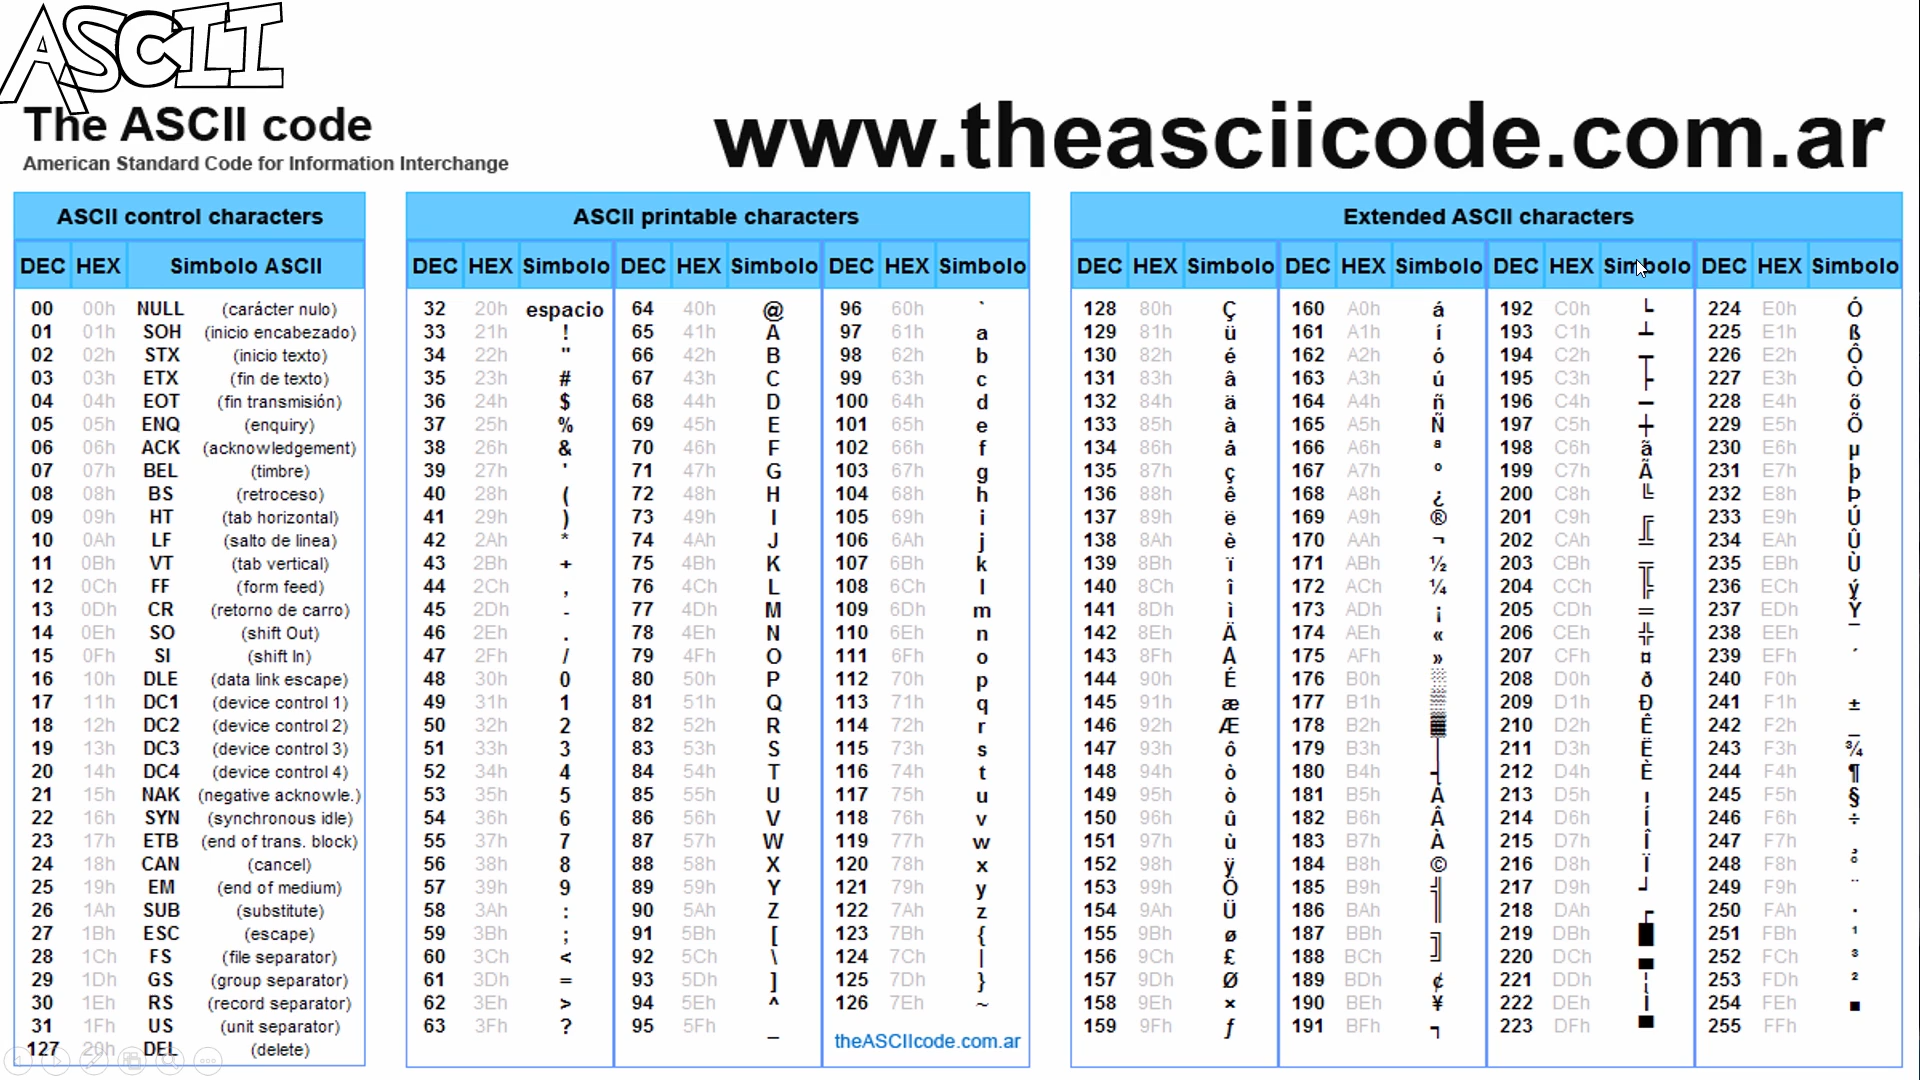 ASCII
The ASCII code
American Standard Code for Information Interchange
www.theasciicode.com.ar
ASCII control characters
DEC HEX Simbolo ASCII
00 00h NULL (carácter nulo)
01 01h SOH (inicio encabezado)
02 02h STX (inicio texto)
03 03h ETX (fin de texto)
04 04h EOT (fin transmisión)
05 05h ENQ (enquiry)
06 06h ACK (acknowledgement)
07 07h BEL (timbre)
08 08h BS (retroceso)
09 09h HT (tab horizontal)
10 0Ah LF (salto de linea)
11 0Bh VT (tab vertical)
12 0Ch FF (form feed)
13 0Dh CR (retorno de carro)
14 0Eh SO (shift Out)
15 0Fh SI (shift In)
16 10h DLE (data link escape)
17 11h DC1 (device control 1)
18 12h DC2 (device control 2)
19 13h DC3 (device control 3)
20 14h DC4 (device control 4)
21 15h NAK (negative acknowle.)
22 16h SYN (synchronous idle)
23 17h ETB (end of trans. block)
24 18h CAN (cancel)
25 19h EM (end of medium)
26 1Ah SUB (substitute)
27 1Bh ESC (escape)
28 1Ch FS (file separator)
29 1Dh GS (group separator)
30 1Eh RS (record separator)
31 1Fh US (unit separator)
127 20h DEL (delete)
ASCII printable characters
DEC HEX Simbolo DEC HEX Simbolo DEC HEX Simbolo
32 20h espacio 64 40h @ 96 60h `
33 21h ! 65 41h A 97 61h a
34 22h " 66 42h B 98 62h b
35 23h # 67 43h C 99 63h c
36 24h $ 68 44h D 100 64h d
37 25h % 69 45h E 101 65h e
38 26h & 70 46h F 102 66h f
39 27h ' 71 47h G 103 67h g
40 28h ( 72 48h H 104 68h h
41 29h ) 73 49h I 105 69h i
42 2Ah * 74 4Ah J 106 6Ah j
43 2Bh + 75 4Bh K 107 6Bh k
44 2Ch , 76 4Ch L 108 6Ch l
45 2Dh - 77 4Dh M 109 6Dh m
46 2Eh . 78 4Eh N 110 6Eh n
47 2Fh / 79 4Fh O 111 6Fh o
48 30h 0 80 50h P 112 70h p
49 31h 1 81 51h Q 113 71h q
50 32h 2 82 52h R 114 72h r
51 33h 3 83 53h S 115 73h s
52 34h 4 84 54h T 116 74h t
53 35h 5 85 55h U 117 75h u
54 36h 6 86 56h V 118 76h v
55 37h 7 87 57h W 119 77h w
56 38h 8 88 58h X 120 78h x
57 39h 9 89 59h Y 121 79h y
58 3Ah : 90 5Ah Z 122 7Ah z
59 3Bh ; 91 5Bh [ 123 7Bh {
60 3Ch < 92 5Ch \ 124 7Ch |
61 3Dh = 93 5Dh ] 125 7Dh }
62 3Eh > 94 5Eh ^ 126 7Eh ~
63 3Fh ? 95 5Fh _
theASCIIcode.com.ar
Extended ASCII characters
DEC HEX Simbolo DEC HEX Simbolo DEC HEX Simbolo DEC HEX Simbolo
128 80h Ç 160 A0h á 192 C0h └ 224 E0h Ó
129 81h ü 161 A1h í 193 C1h ┴ 225 E1h ß
130 82h é 162 A2h ó 194 C2h ┬ 226 E2h Ô
131 83h â 163 A3h ú 195 C3h ├ 227 E3h Ò
132 84h ä 164 A4h ñ 196 C4h ─ 228 E4h õ
133 85h à 165 A5h Ñ 197 C5h ┼ 229 E5h Õ
134 86h å 166 A6h ª 198 C6h ã 230 E6h µ
135 87h ç 167 A7h º 199 C7h Ã 231 E7h þ
136 88h ê 168 A8h ¿ 200 C8h ╚ 232 E8h Þ
137 89h ë 169 A9h ® 201 C9h ╔ 233 E9h Ú
138 8Ah è 170 AAh ¬ 202 CAh ╩ 234 EAh Û
139 8Bh ï 171 ABh ½ 203 CBh ╦ 235 EBh Ù
140 8Ch î 172 ACh ¼ 204 CCh ╠ 236 ECh ý
141 8Dh ì 173 ADh ¡ 205 CDh ═ 237 EDh Ý
142 8Eh Ä 174 AEh « 206 CEh ╬ 238 EEh ¯
143 8Fh Å 175 AFh » 207 CFh ¤ 239 EFh ´
144 90h É 176 B0h ░ 208 D0h ð 240 F0h
145 91h æ 177 B1h ▒ 209 D1h Ð 241 F1h ±
146 92h Æ 178 B2h ▓ 210 D2h Ê 242 F2h _
147 93h ô 179 B3h │ 211 D3h Ë 243 F3h ¾
148 94h ò 180 B4h ┤ 212 D4h È 244 F4h ¶
149 95h ò 181 B5h Á 213 D5h ı 245 F5h §
150 96h û 182 B6h Â 214 D6h Í 246 F6h ÷
151 97h ù 183 B7h À 215 D7h Î 247 F7h ¸
152 98h ÿ 184 B8h © 216 D8h Ï 248 F8h °
153 99h Ö 185 B9h ╣ 217 D9h ┘ 249 F9h ¨
154 9Ah Ü 186 BAh ║ 218 DAh ┌ 250 FAh ·
155 9Bh ø 187 BBh ╗ 219 DBh █ 251 FBh ¹
156 9Ch £ 188 BCh ╝ 220 DCh ▄ 252 FCh ³
157 9Dh Ø 189 BDh ¢ 221 DDh ¦ 253 FDh ²
158 9Eh × 190 BEh ¥ 222 DEh Ì 254 FEh ■
159 9Fh ƒ 191 BFh ┐ 223 DFh ▀ 255 FFh